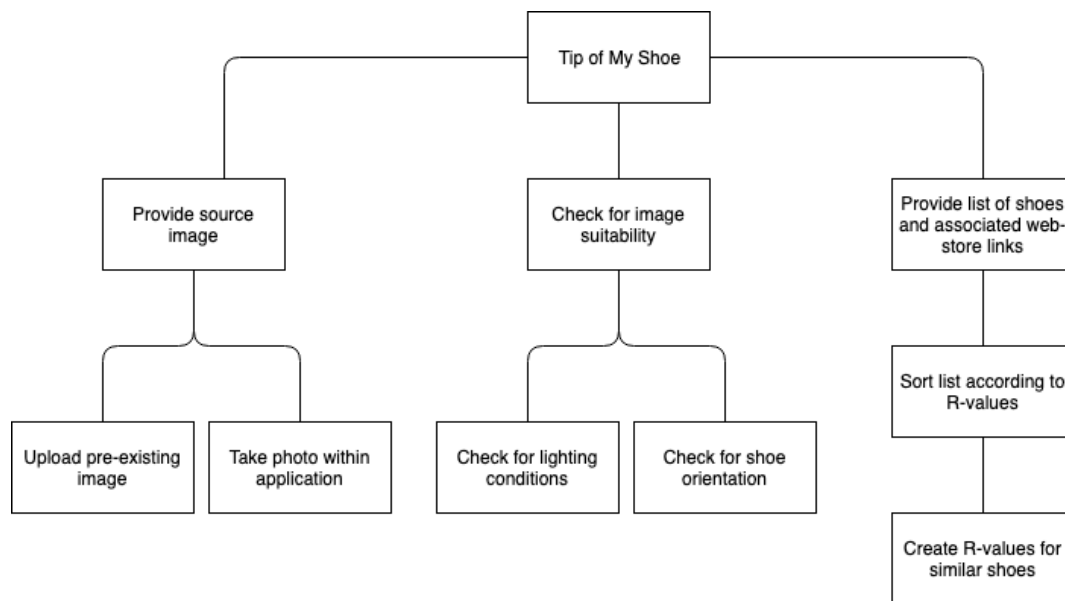 Tip of My Shoe
Provide source
image
Check for image
suitability
Provide list of shoes
and associated web-
store links
Upload pre-existing
image
Take photo within
application
Check for lighting
conditions
Check for shoe
orientation
Sort list according to
R-values
Create R-values for
similar shoes